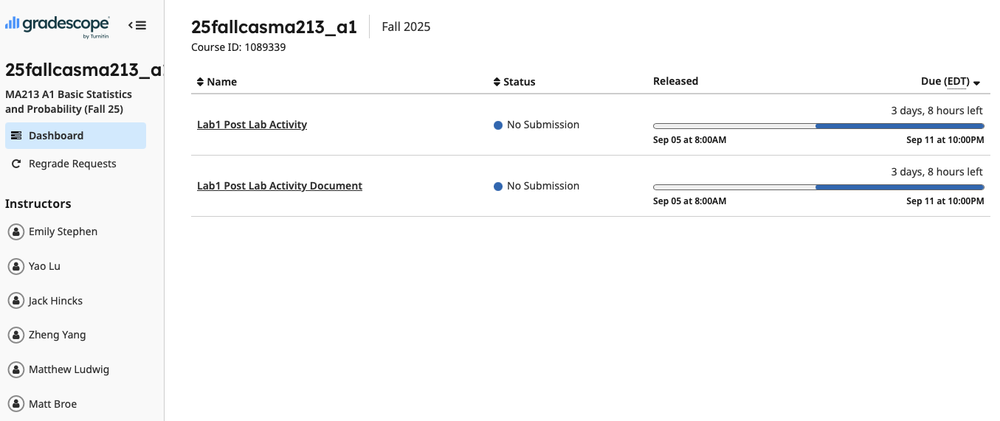 gradescope
by Turnitin
25fallcasma213_a
MA213 A1 Basic Statistics
and Probability (Fall 25)
Dashboard
Regrade Requests
Instructors
Emily Stephen
Yao Lu
Jack Hincks
Zheng Yang
Matthew Ludwig
Matt Broe
25fallcasma213_a1 Fall 2025
Course ID: 1089339
Name Status Released Due (EDT)
Lab1 Post Lab Activity No Submission 3 days, 8 hours left
Sep 05 at 8:00AM Sep 11 at 10:00PM
Lab1 Post Lab Activity Document No Submission 3 days, 8 hours left
Sep 05 at 8:00AM Sep 11 at 10:00PM